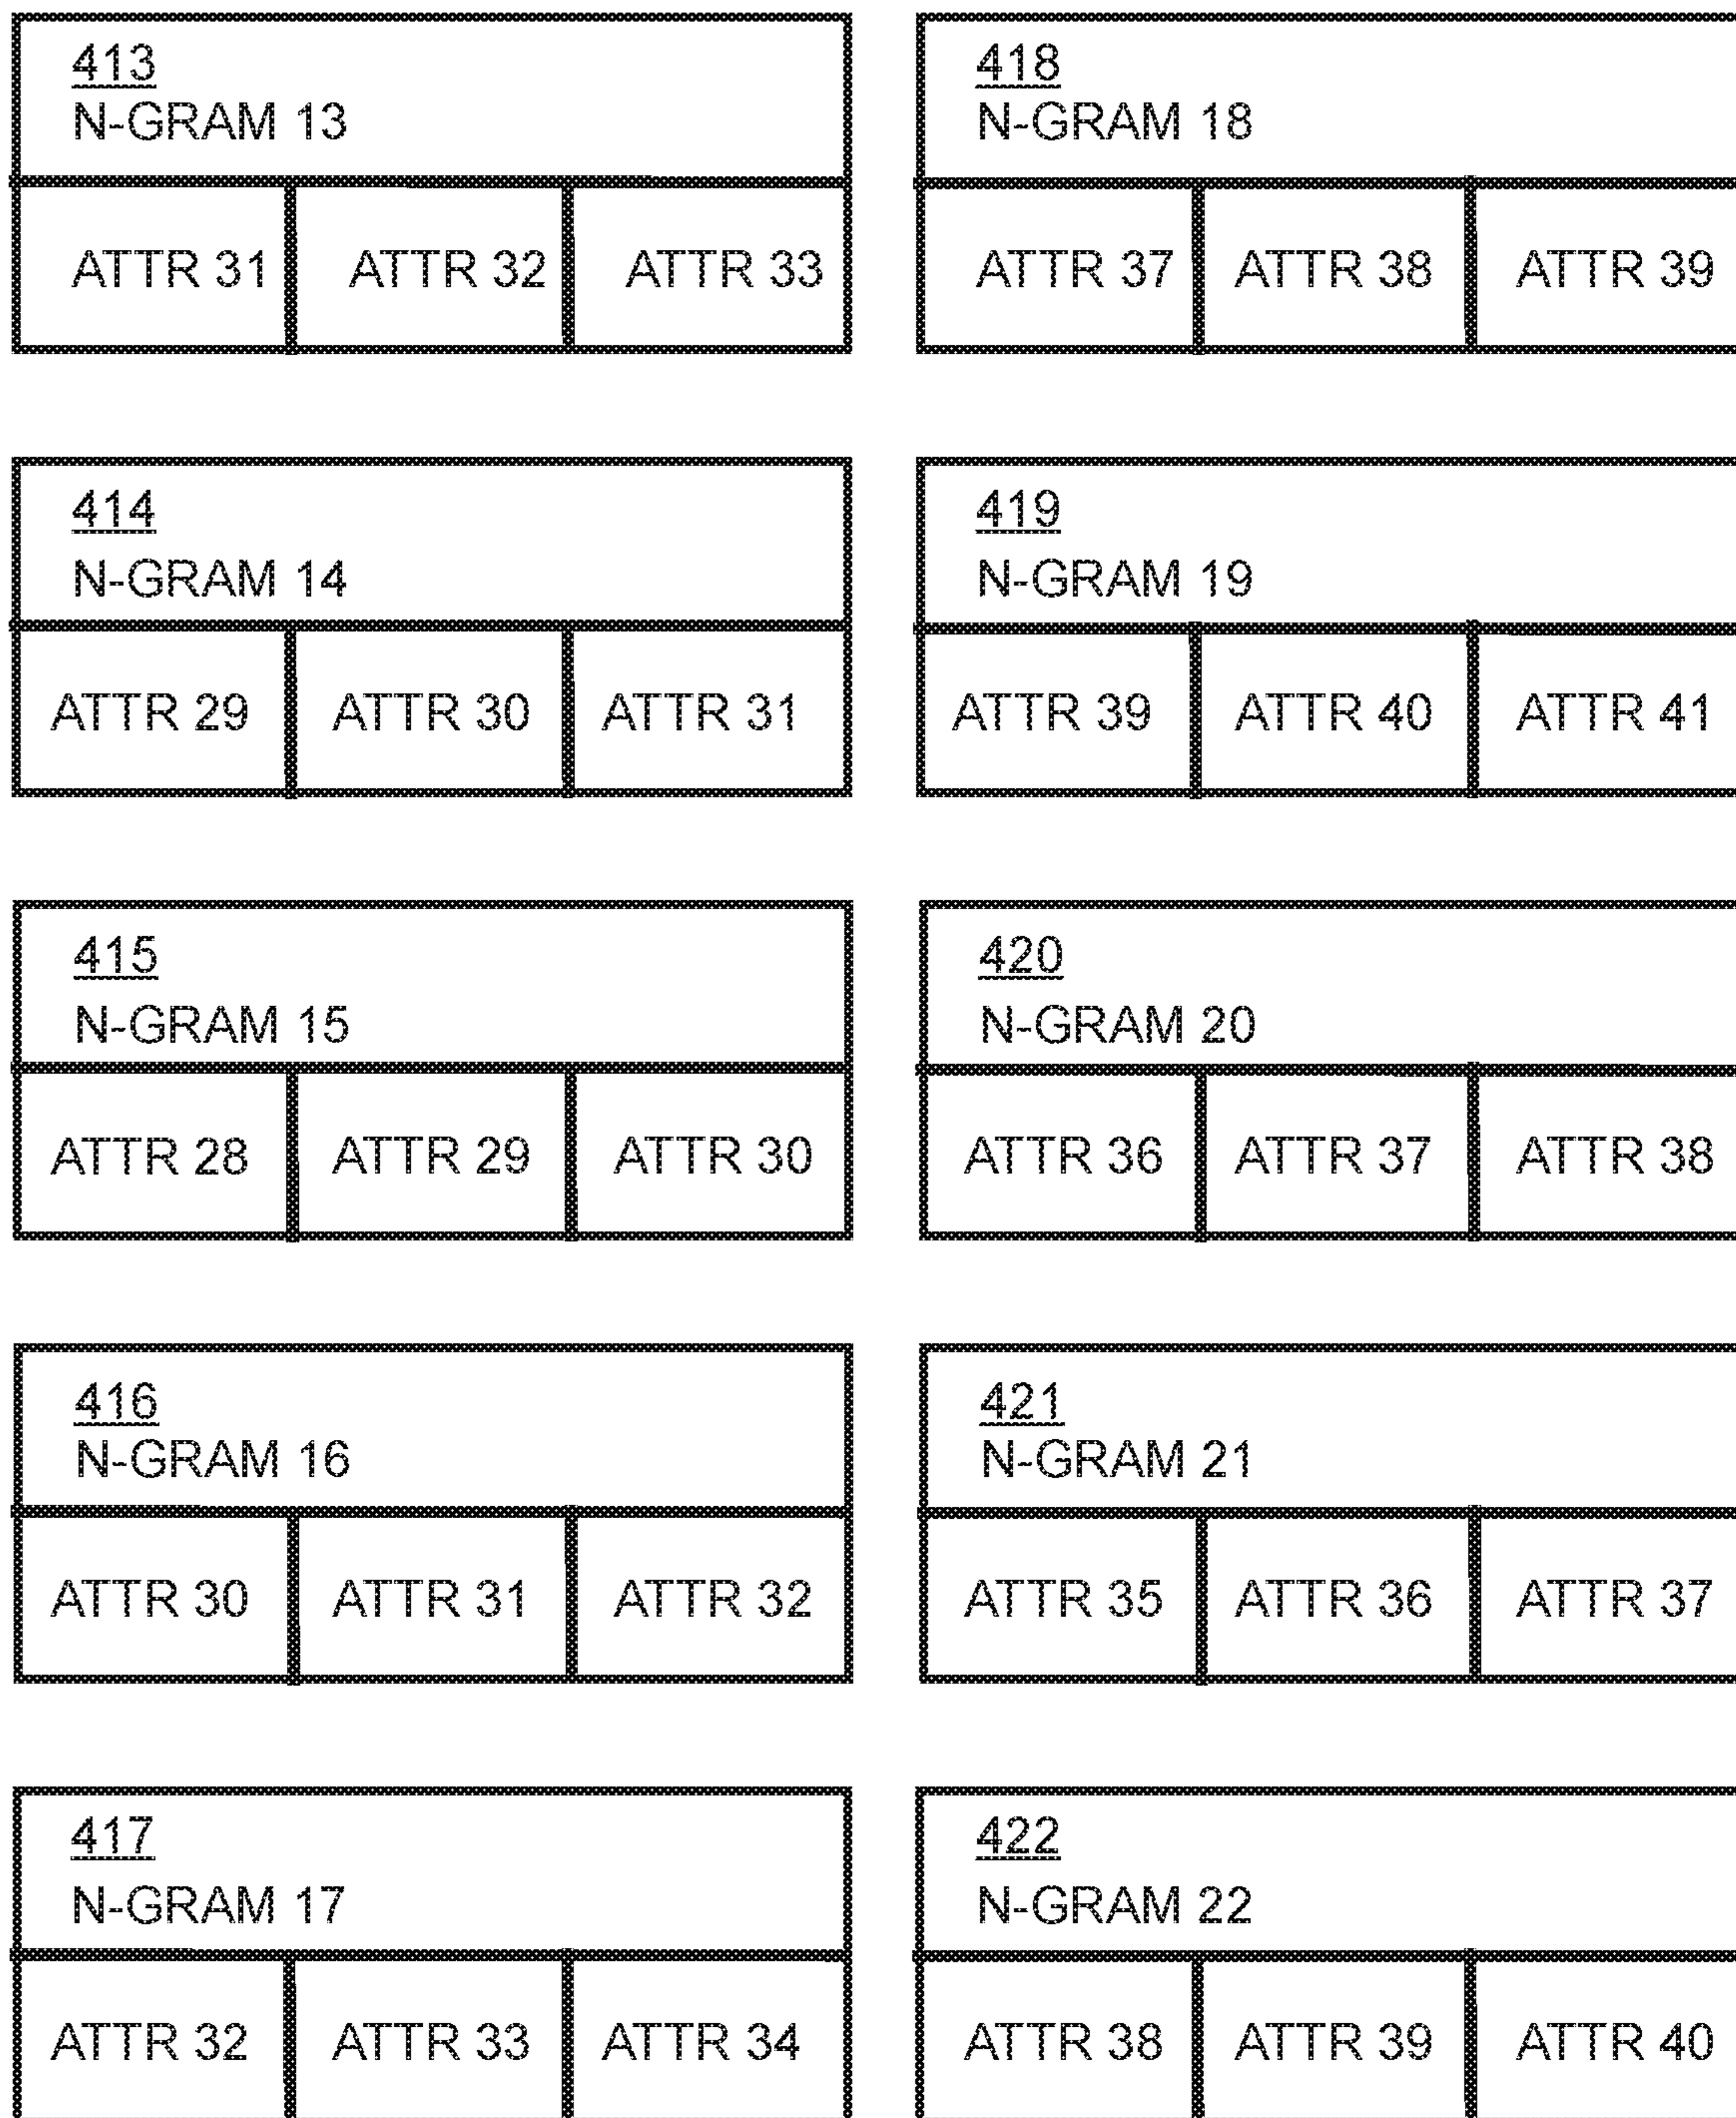 413
N-GRAM 13
ATTR 31 ATTR 32 ATTR 33
414
N-GRAM 14
ATTR 29 ATTR 30 ATTR 31
415
N-GRAM 15
ATTR 28 ATTR 29 ATTR 30
416
N-GRAM 16
ATTR 30 ATTR 31 ATTR 32
417
N-GRAM 17
ATTR 32 ATTR 33 ATTR 34
418
N-GRAM 18
ATTR 37 ATTR 38 ATTR 39
419
N-GRAM 19
ATTR 39 ATTR 40 ATTR 41
420
N-GRAM 20
ATTR 36 ATTR 37 ATTR 38
421
N-GRAM 21
ATTR 35 ATTR 36 ATTR 37
422
N-GRAM 22
ATTR 38 ATTR 39 ATTR 40